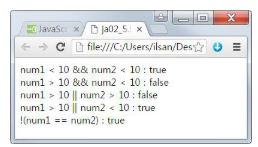 JavaSc
ja02_5.
file:///C:/Users/ilsan/Des
num1 < 10 && num2 < 10 : true
num1 > 10 && num2 < 10 : false
num1 > 10 || num2 > 10 : false
num1 > 10 || num2 < 10 : true
!(num1 == num2) : true